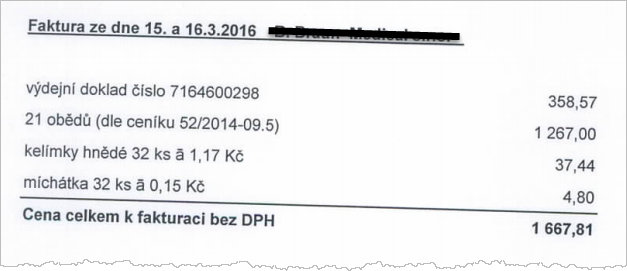 Faktura ze dne 15. a 16.3.2016
výdejní doklad číslo 7164600298 358,57
21 obědů (dle ceníku 52/2014-09.5) 1 267,00
kelímky hnědé 32 ks ā 1,17 Kč 37,44
míchátka 32 ks ā 0,15 Kč 4,80
Cena celkem k fakturaci bez DPH 1 667,81